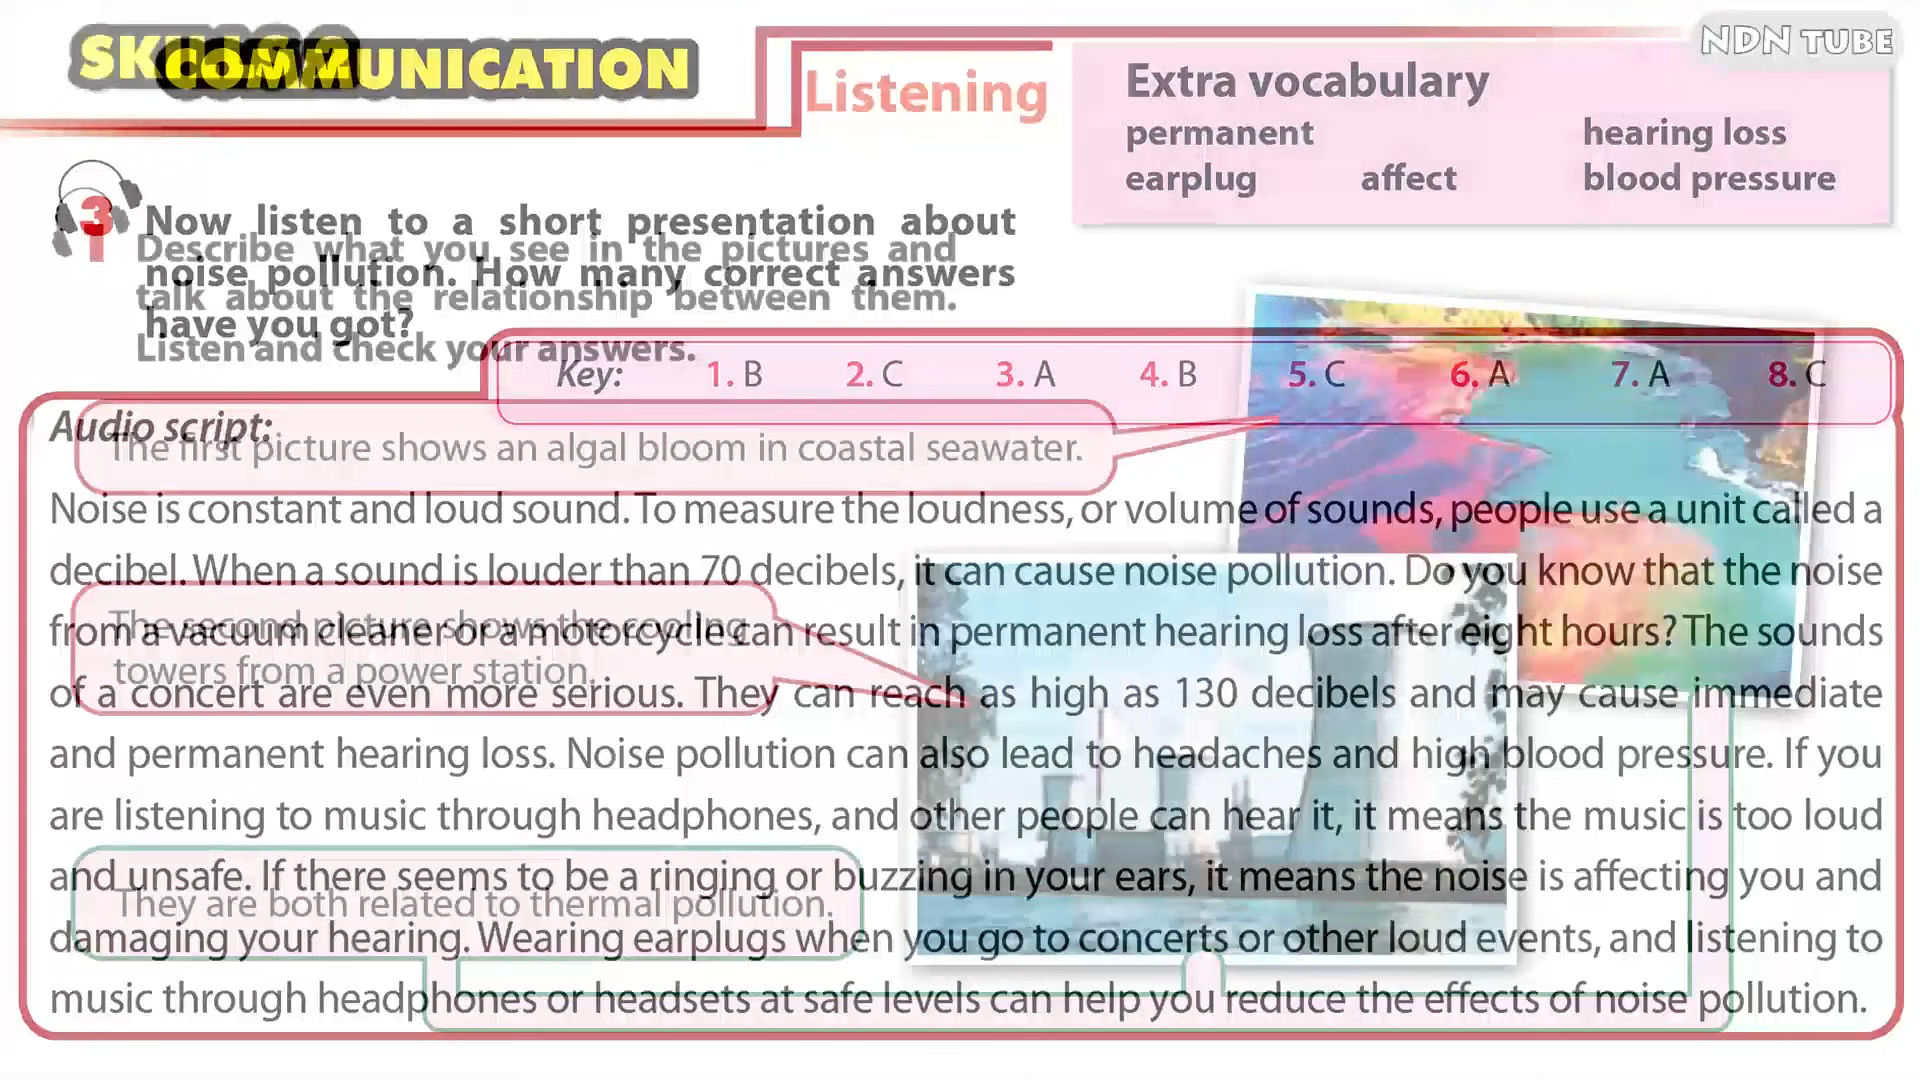 SKILLS 2
COMMUNICATION
Listening
NDN TUBE
Extra vocabulary
permanent hearing loss
earplug affect blood pressure
3 Now listen to a short presentation about
noise pollution. How many correct answers
have you got?
1 Describe what you see in the pictures and
talk about the relationship between them.
Listen and check your answers.
Key: 1. B 2. C 3. A 4. B 5. C 6. A 7. A 8. C
Audio script:
The first picture shows an algal bloom in coastal seawater.
Noise is constant and loud sound. To measure the loudness, or volume of sounds, people use a unit called a
decibel. When a sound is louder than 70 decibels, it can cause noise pollution. Do you know that the noise
from a vacuum cleaner or a motorcycle can result in permanent hearing loss after eight hours? The sounds
of a concert are even more serious. They can reach as high as 130 decibels and may cause immediate
and permanent hearing loss. Noise pollution can also lead to headaches and high blood pressure. If you
are listening to music through headphones, and other people can hear it, it means the music is too loud
and unsafe. If there seems to be a ringing or buzzing in your ears, it means the noise is affecting you and
damaging your hearing. Wearing earplugs when you go to concerts or other loud events, and listening to
music through headphones or headsets at safe levels can help you reduce the effects of noise pollution.
The second picture shows the cooling
towers from a power station.
They are both related to thermal pollution.